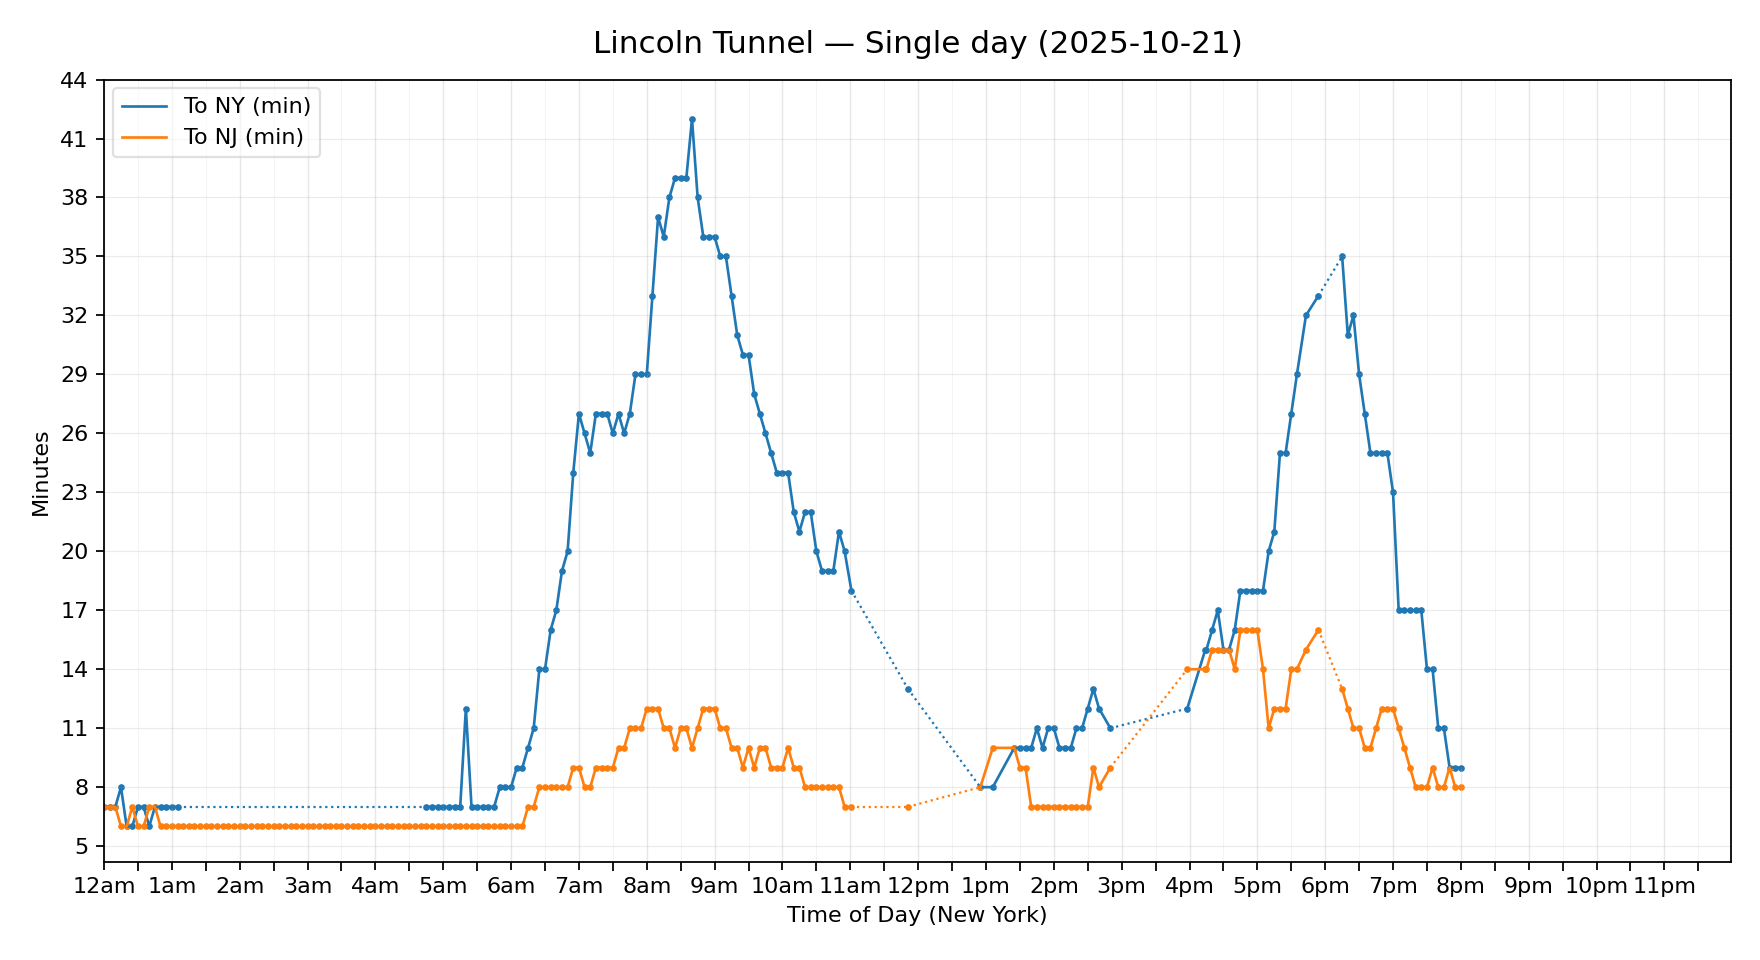 Lincoln Tunnel — Single day (2025-10-21)
To NY (min)
To NJ (min)
44
41
38
35
32
29
26
23
20
17
14
11
8
5
Minutes
12am 1am 2am 3am 4am 5am 6am 7am 8am 9am 10am 11am 12pm 1pm 2pm 3pm 4pm 5pm 6pm 7pm 8pm 9pm 10pm 11pm
Time of Day (New York)